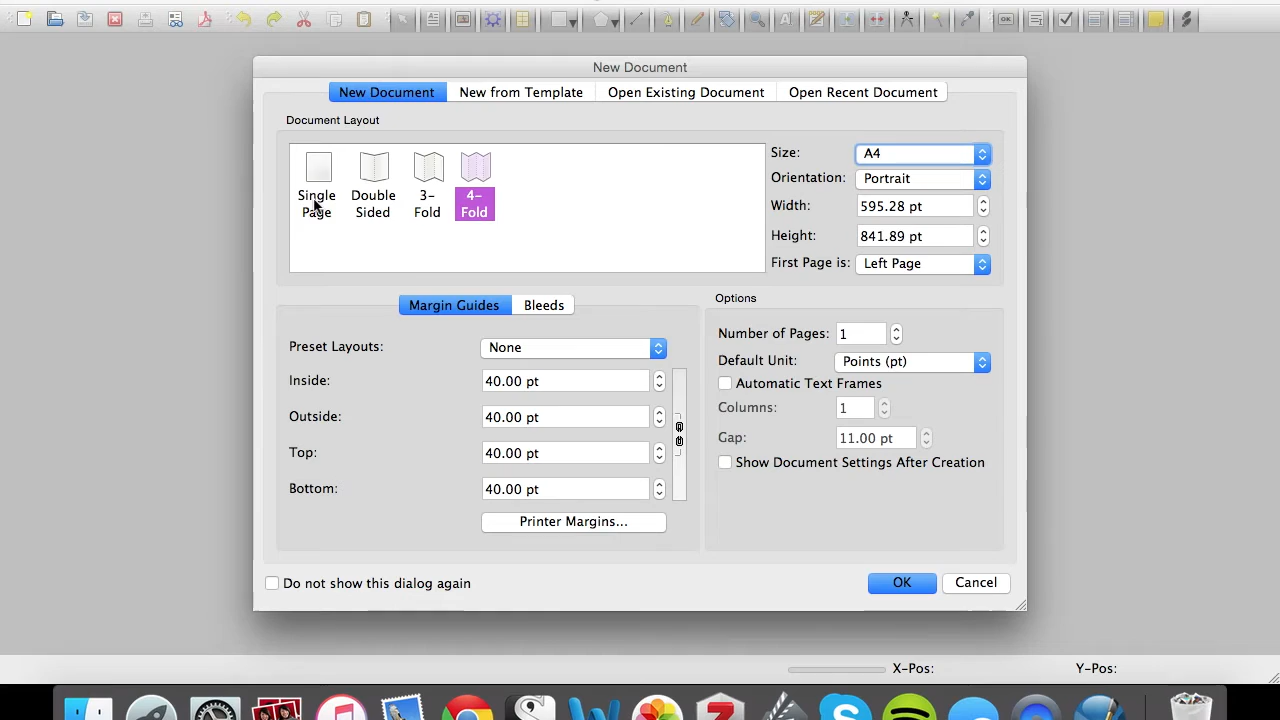 New Document
New Document New from Template Open Existing Document Open Recent Document
Document Layout
Single Page
Double Sided
3-Fold
4-Fold
Size: A4
Orientation: Portrait
Width: 595.28 pt
Height: 841.89 pt
First Page is: Left Page
Margin Guides Bleeds
Preset Layouts: None
Inside: 40.00 pt
Outside: 40.00 pt
Top: 40.00 pt
Bottom: 40.00 pt
Printer Margins...
Options
Number of Pages: 1
Default Unit: Points (pt)
Automatic Text Frames
Columns: 1
Gap: 11.00 pt
Show Document Settings After Creation
Do not show this dialog again
OK Cancel
X-Pos: Y-Pos: